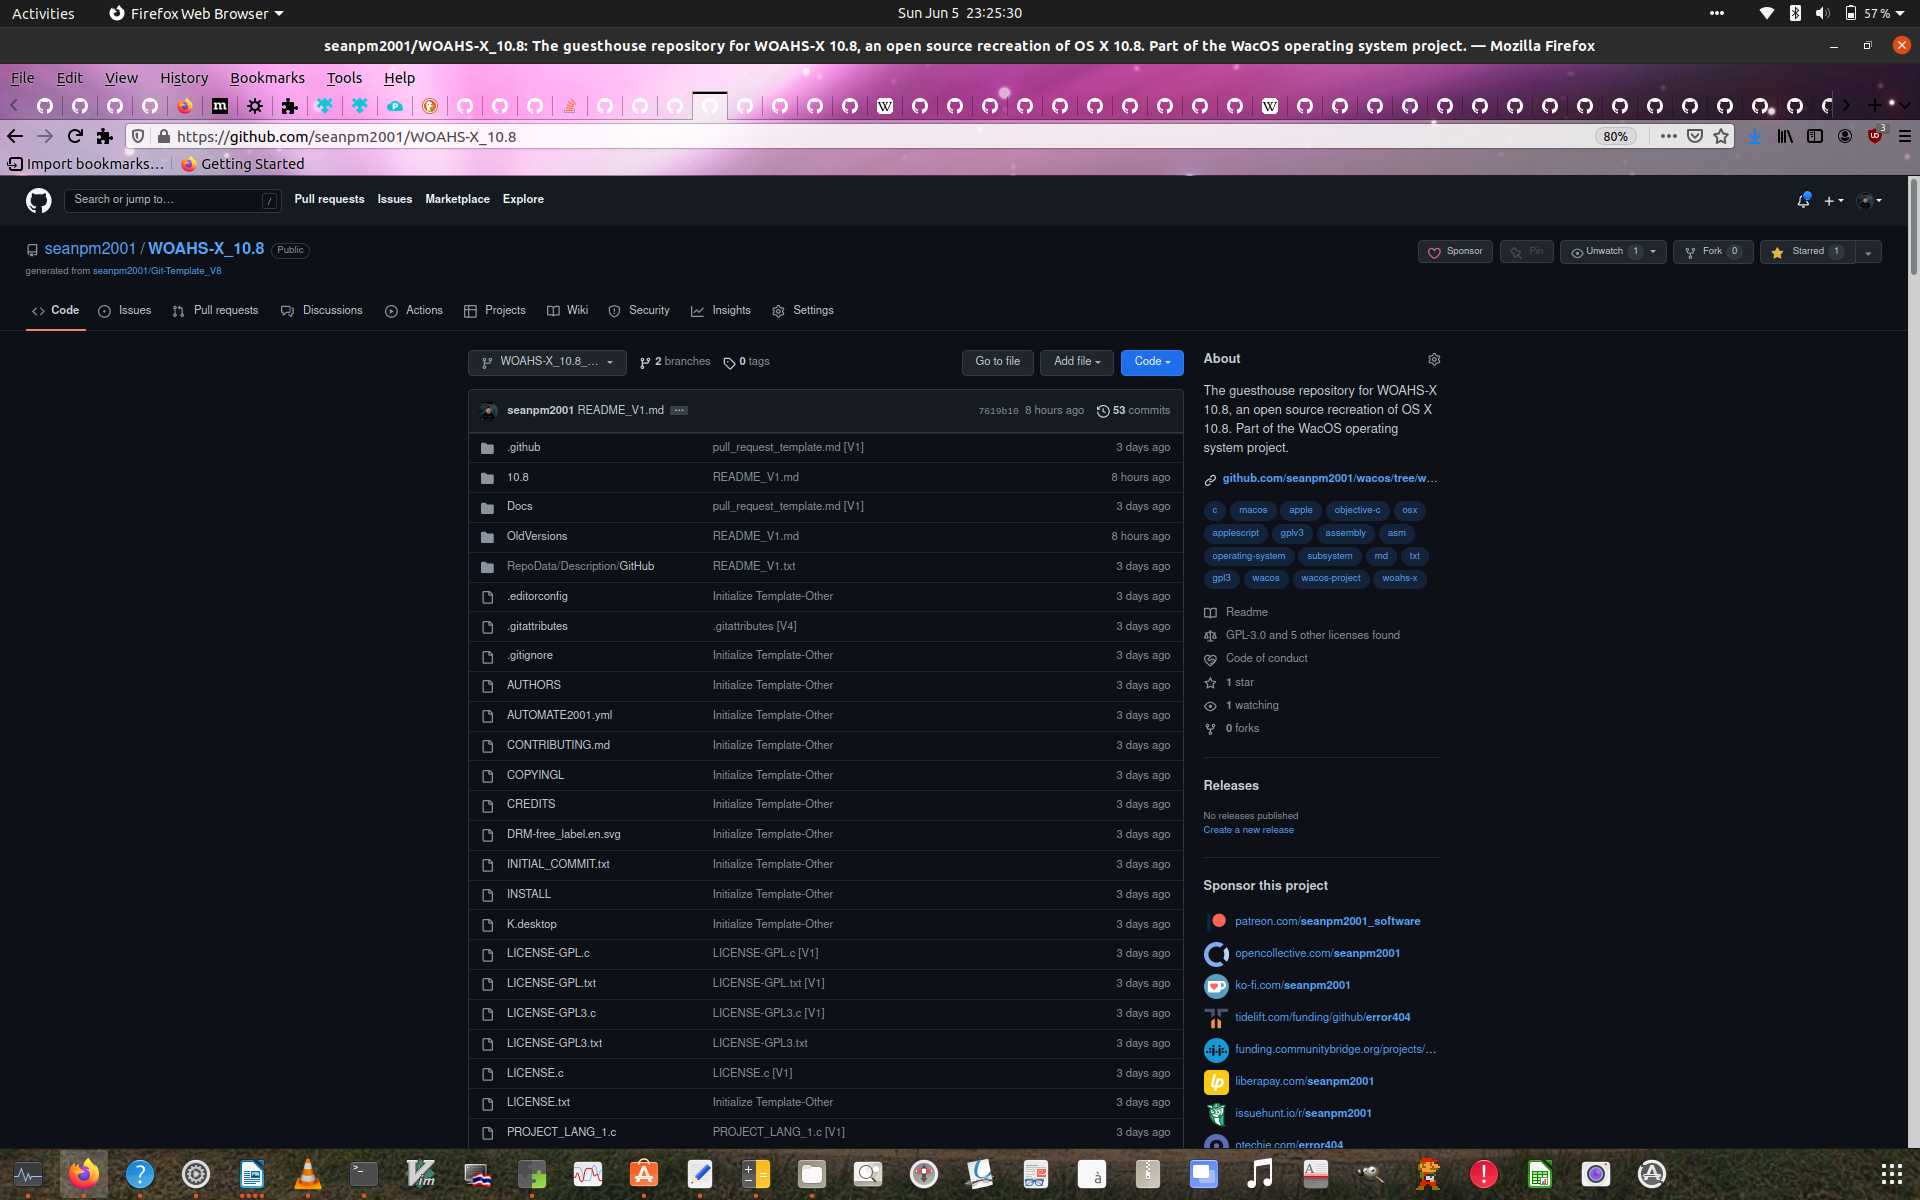 Activities
Firefox Web Browser
Sun Jun 5 23:25:30
57 %
seanpm2001/WOAHS-X_10.8: The guesthouse repository for WOAHS-X 10.8, an open source recreation of OS X 10.8. Part of the WacOS operating system project. — Mozilla Firefox
File Edit View History Bookmarks Tools Help
https://github.com/seanpm2001/WOAHS-X_10.8
80%
3
Import bookmarks...
Getting Started
Search or jump to...
/
Pull requests Issues Marketplace Explore
seanpm2001 / WOAHS-X_10.8 Public
generated from seanpm2001/Git-Template_V8
Sponsor
Pin
Unwatch 1
Fork 0
Starred 1
Code Issues Pull requests Discussions Actions Projects Wiki Security Insights Settings
WOAHS-X_10.8_...
2 branches
0 tags
Go to file
Add file
Code
seanpm2001 README_V1.md ...
7619b10 8 hours ago 53 commits
.github pull_request_template.md [V1] 3 days ago
10.8 README_V1.md 8 hours ago
Docs pull_request_template.md [V1] 3 days ago
OldVersions README_V1.md 8 hours ago
RepoData/Description/GitHub README_V1.txt 3 days ago
.editorconfig Initialize Template-Other 3 days ago
.gitattributes .gitattributes [V4] 3 days ago
.gitignore Initialize Template-Other 3 days ago
AUTHORS Initialize Template-Other 3 days ago
AUTOMATE2001.yml Initialize Template-Other 3 days ago
CONTRIBUTING.md Initialize Template-Other 3 days ago
COPYINGL Initialize Template-Other 3 days ago
CREDITS Initialize Template-Other 3 days ago
DRM-free_label.en.svg Initialize Template-Other 3 days ago
INITIAL_COMMIT.txt Initialize Template-Other 3 days ago
INSTALL Initialize Template-Other 3 days ago
K.desktop Initialize Template-Other 3 days ago
LICENSE-GPL.c LICENSE-GPL.c [V1] 3 days ago
LICENSE-GPL.txt LICENSE-GPL.txt [V1] 3 days ago
LICENSE-GPL3.c LICENSE-GPL3.c [V1] 3 days ago
LICENSE-GPL3.txt LICENSE-GPL3.txt 3 days ago
LICENSE.c LICENSE.c [V1] 3 days ago
LICENSE.txt Initialize Template-Other 3 days ago
PROJECT_LANG_1.c PROJECT_LANG_1.c [V1] 3 days ago
About
The guesthouse repository for WOAHS-X
10.8, an open source recreation of OS X
10.8. Part of the WacOS operating
system project.
github.com/seanpm2001/wacos/tree/w...
c macos apple objective-c osx
applescript gplv3 assembly asm
operating-system subsystem md txt
gpl3 wacos wacos-project woahs-x
Readme
GPL-3.0 and 5 other licenses found
Code of conduct
1 star
1 watching
0 forks
Releases
No releases published
Create a new release
Sponsor this project
patreon.com/seanpm2001_software
opencollective.com/seanpm2001
ko-fi.com/seanpm2001
tidelift.com/funding/github/error404
funding.communitybridge.org/projects/...
liberapay.com/seanpm2001
issuehunt.io/r/seanpm2001
otechie.com/error404